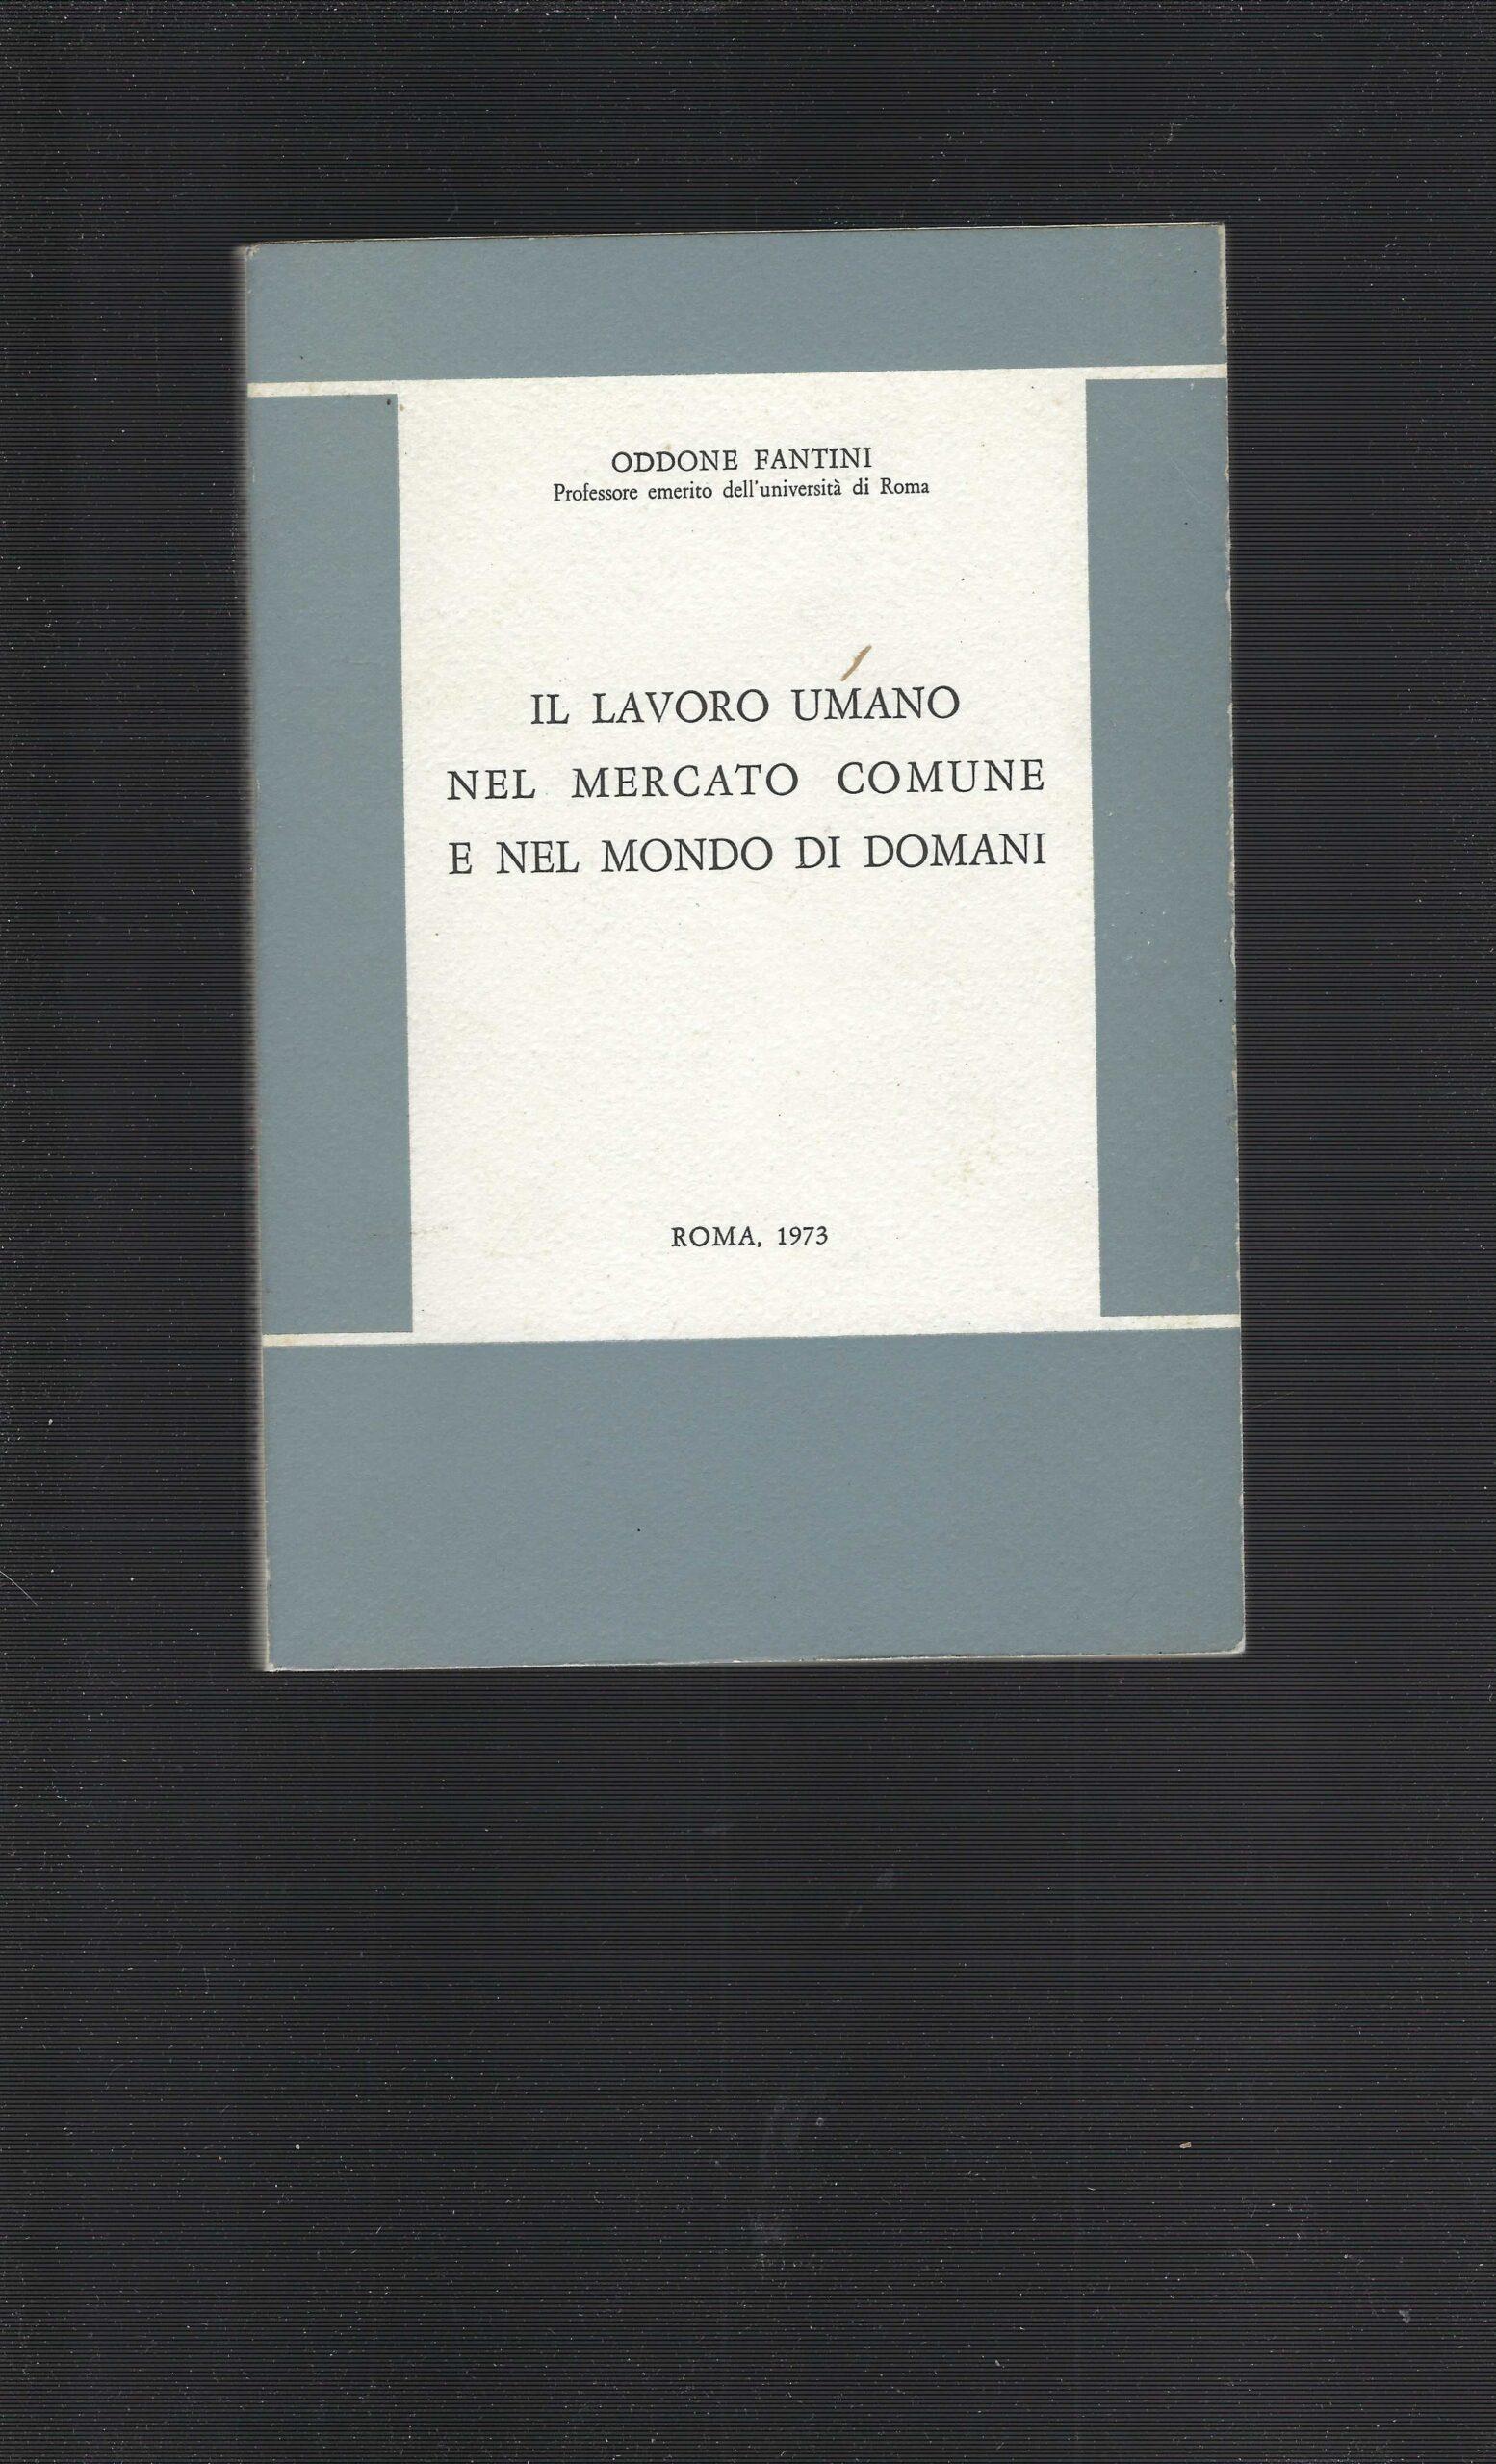 ODDONE FANTINI
Professore emerito dell'università di Roma
IL LAVORO UMANO
NEL MERCATO COMUNE
E NEL MONDO DI DOMANI
ROMA, 1973